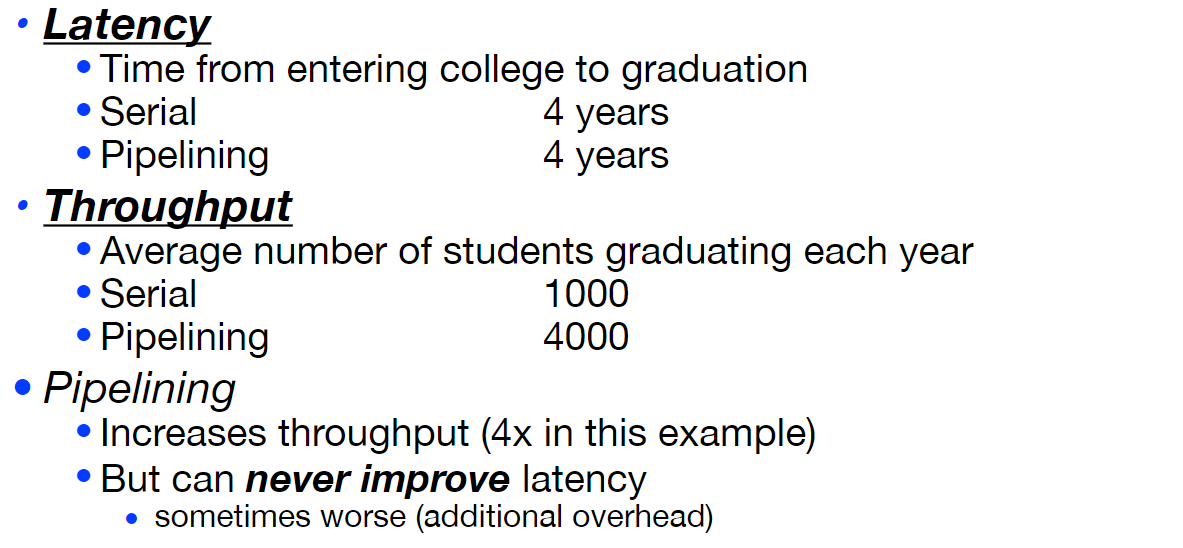 • Latency
• Time from entering college to graduation
• Serial 4 years
• Pipelining 4 years
• Throughput
• Average number of students graduating each year
• Serial 1000
• Pipelining 4000
• Pipelining
• Increases throughput (4x in this example)
• But can never improve latency
• sometimes worse (additional overhead)